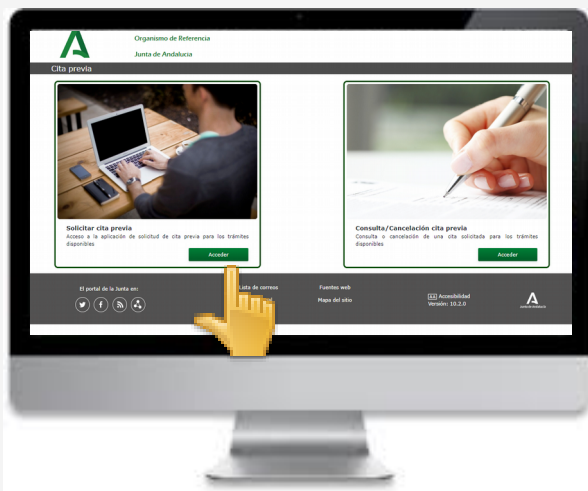 Organismo de Referencia
Junta de Andalucía
Cita previa
Solicitar cita previa
Acceso a la aplicación de solicitud de cita previa para los trámites
disponibles
Acceder
Consulta/Cancelación cita previa
Consulta o cancelación de una cita solicitada para los trámites
disponibles
Acceder
El portal de la Junta en:
Lista de correos
Fuentes web
Mapa del sitio
AA Accesibilidad
Versión: 10.2.0